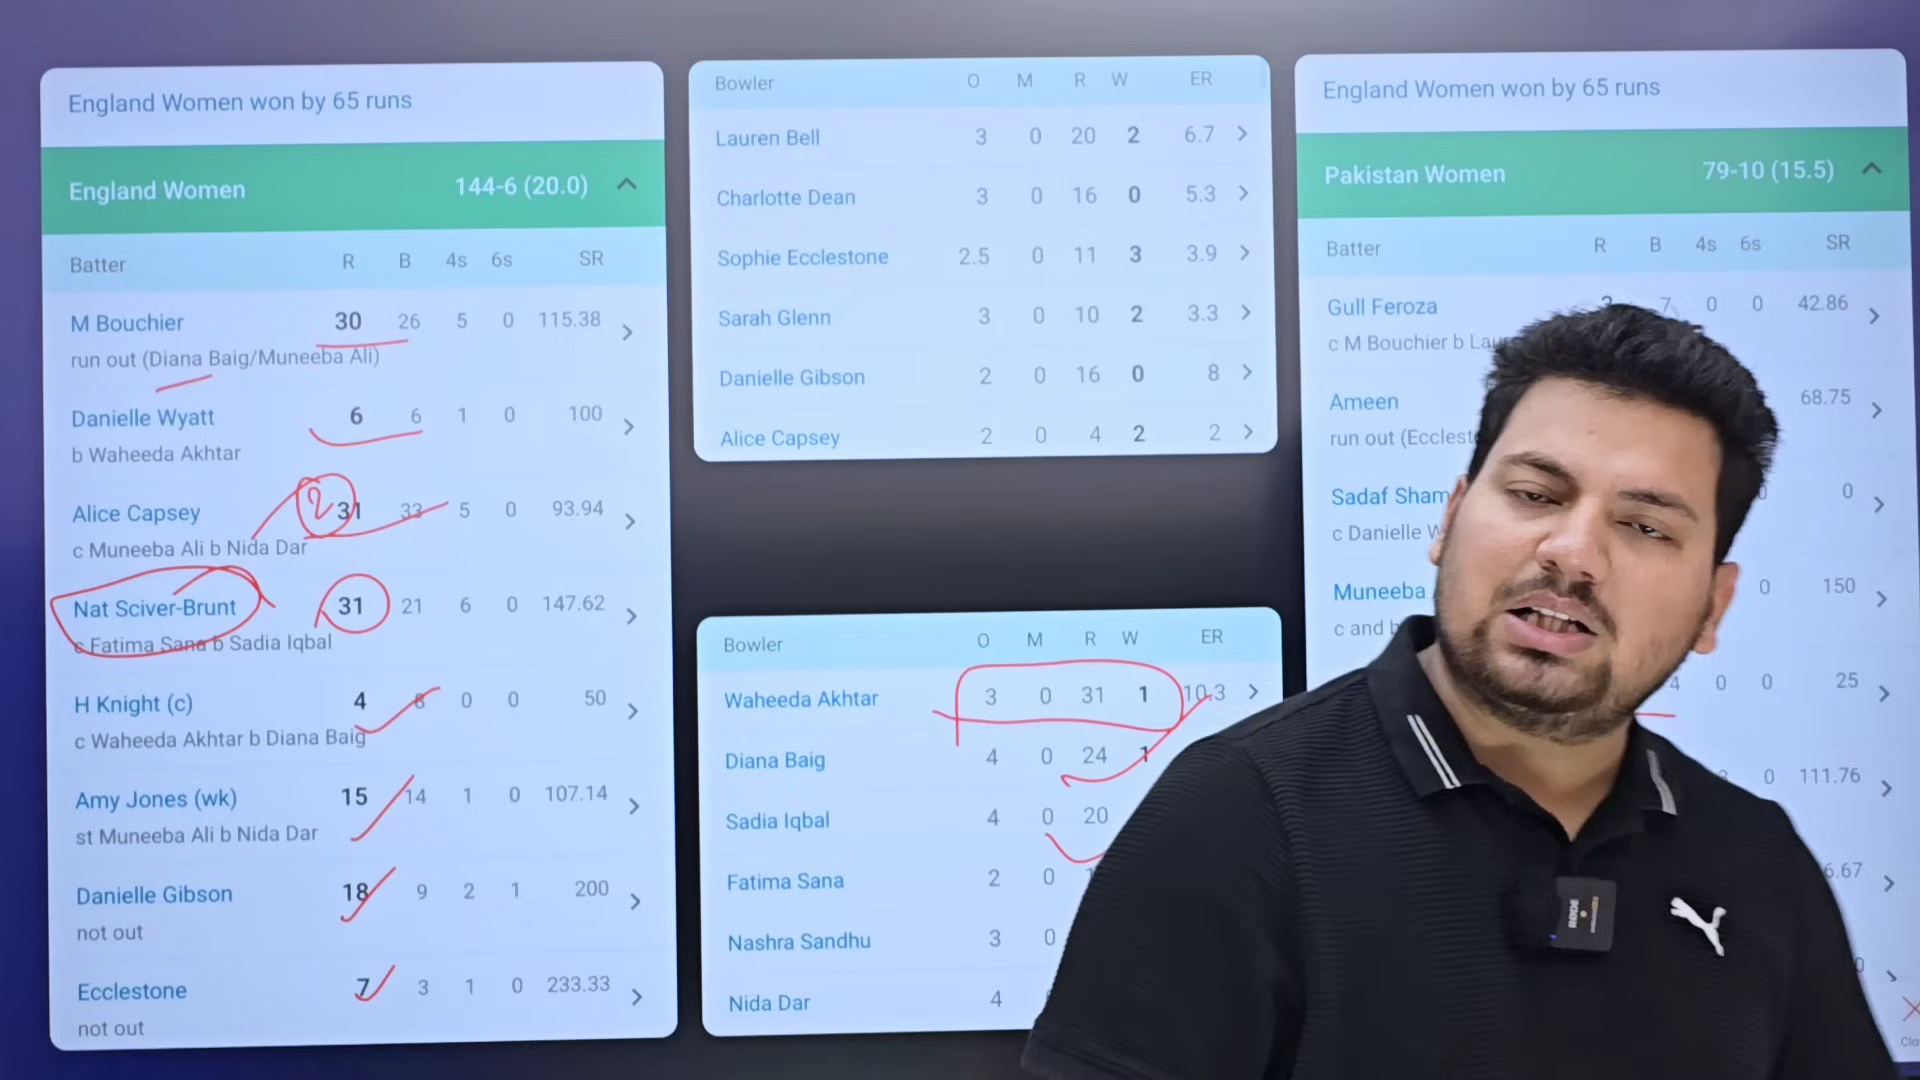 England Women won by 65 runs
England Women 144-6 (20.0)
Batter R B 4s 6s SR
M Bouchier 30 26 5 0 115.38
run out (Diana Baig/Muneeba Ali)
Danielle Wyatt 6 6 1 0 100
b Waheeda Akhtar
2
Alice Capsey 31 33 5 0 93.94
c Muneeba Ali b Nida Dar
Nat Sciver-Brunt 31 21 6 0 147.62
c Fatima Sana b Sadia Iqbal
H Knight (c) 4 8 0 0 50
c Waheeda Akhtar b Diana Baig
Amy Jones (wk) 15 14 1 0 107.14
st Muneeba Ali b Nida Dar
Danielle Gibson 18 9 2 1 200
not out
Ecclestone 7 3 1 0 233.33
not out
Bowler O M R W ER
Lauren Bell 3 0 20 2 6.7
Charlotte Dean 3 0 16 0 5.3
Sophie Ecclestone 2.5 0 11 3 3.9
Sarah Glenn 3 0 10 2 3.3
Danielle Gibson 2 0 16 0 8
Alice Capsey 2 0 4 2 2
Bowler O M R W ER
Waheeda Akhtar 3 0 31 1 10.3
Diana Baig 4 0 24 1
Sadia Iqbal 4 0 20
Fatima Sana 2 0
Nashra Sandhu 3 0
Nida Dar 4
England Women won by 65 runs
Pakistan Women 79-10 (15.5)
Batter R B 4s 6s SR
Gull Feroza 7 0 0 42.86
c M Bouchier b
Ameen 68.75
run out
Sadaf 0
c Danielle
Muneeba 0 150
c and b
0 0 25
0 111.76
RØDE